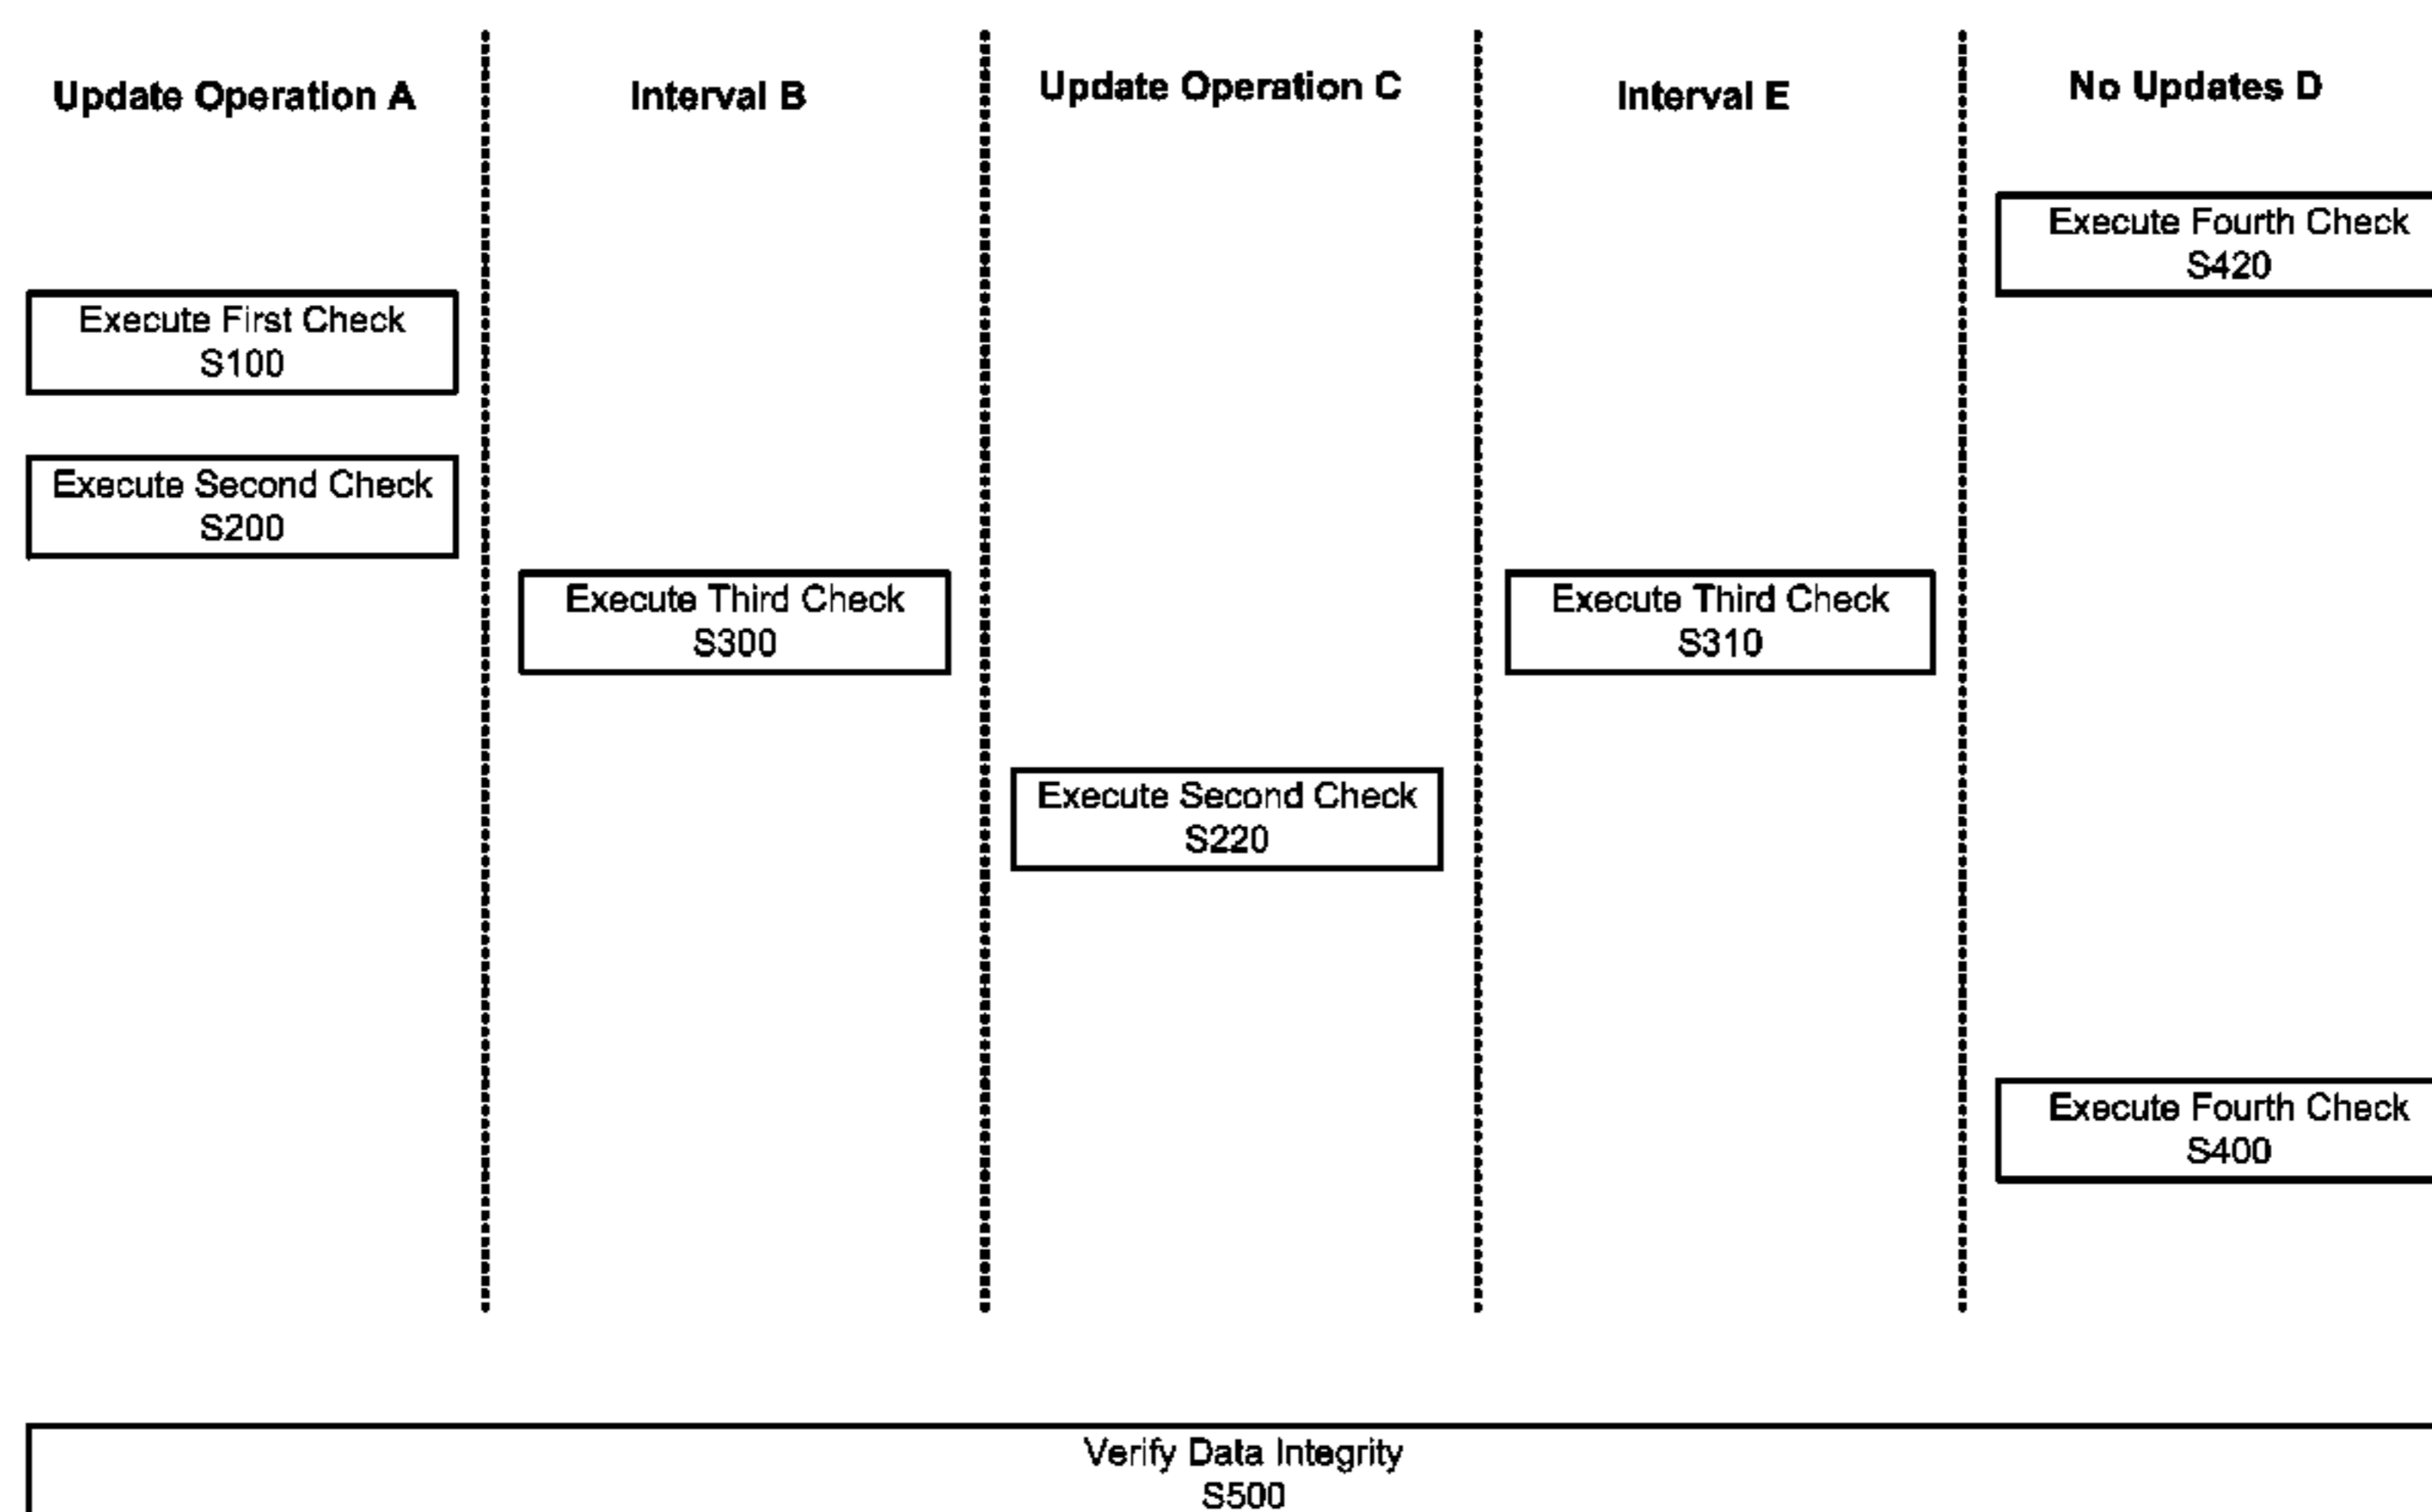 Update Operation A
Interval B
Update Operation C
Interval E
No Updates D
Execute Fourth Check
S420
Execute First Check
S100
Execute Second Check
S200
Execute Third Check
S300
Execute Third Check
S310
Execute Second Check
S220
Execute Fourth Check
S400
Verify Data Integrity
S500